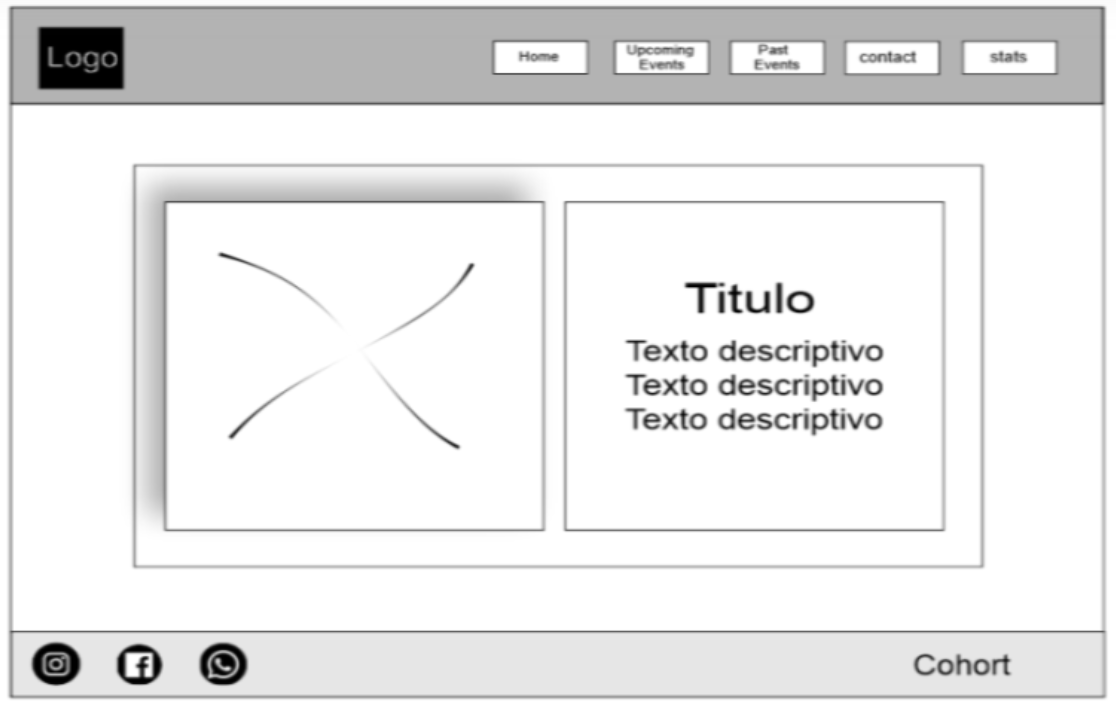 Logo
Home
Upcoming
Events
Past
Events
contact
stats
Titulo
Texto descriptivo
Texto descriptivo
Texto descriptivo
Cohort